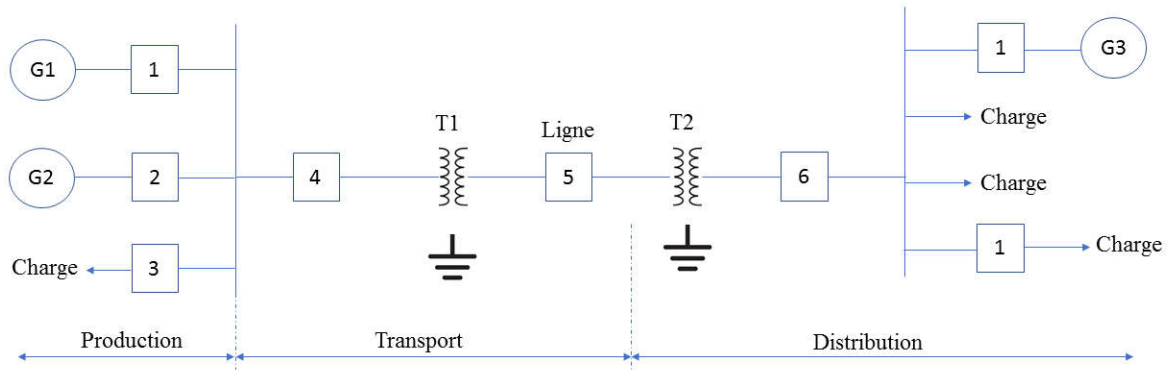 G1
1
1
G3
T1
Ligne
T2
Charge
G2
2
4
5
6
Charge
Charge
3
1
Charge
Production
Transport
Distribution